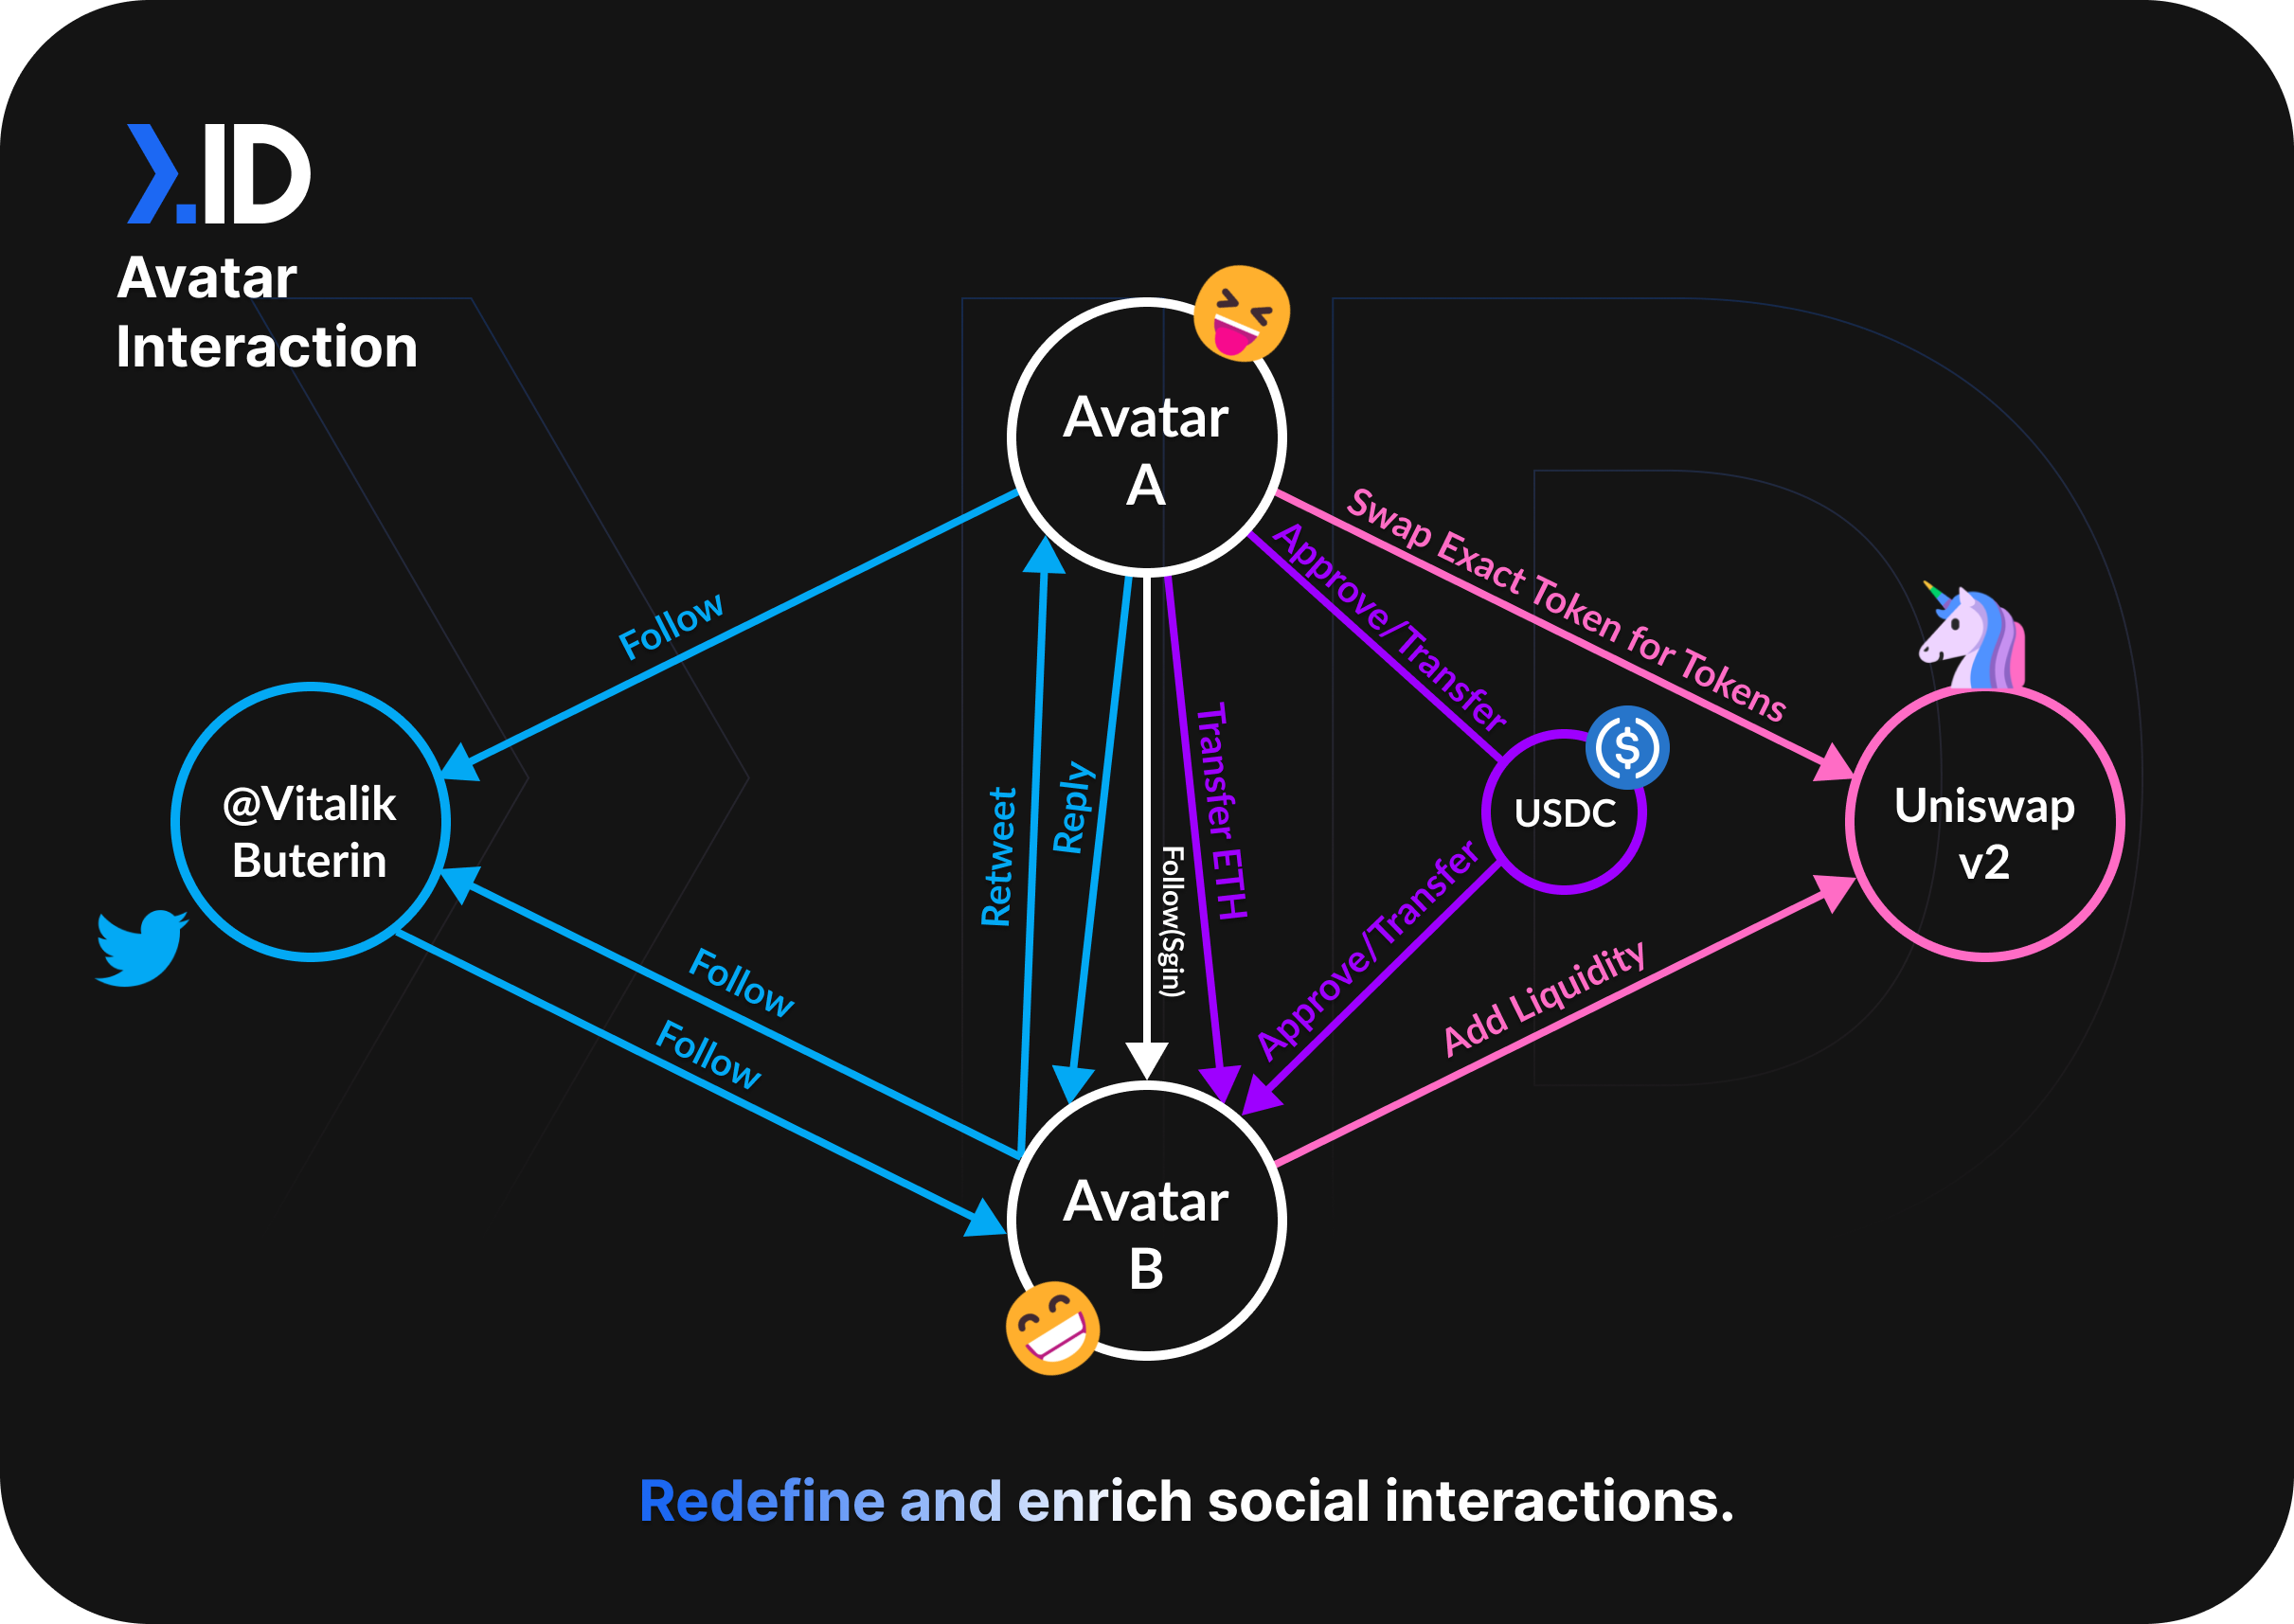 .ID
Avatar
Interaction
Avatar
A
Swap Exact Token for Tokens
Approve/Transfer
Follow
@Vitalik
Buterin
Retweet
Reply
Follow(Sgin)
Transfer ETH
USDC
Uniswap
v2
Approve/Transfer
Add Liquidity
Follow
Follow
Avatar
B
Redefine and enrich social interactions.